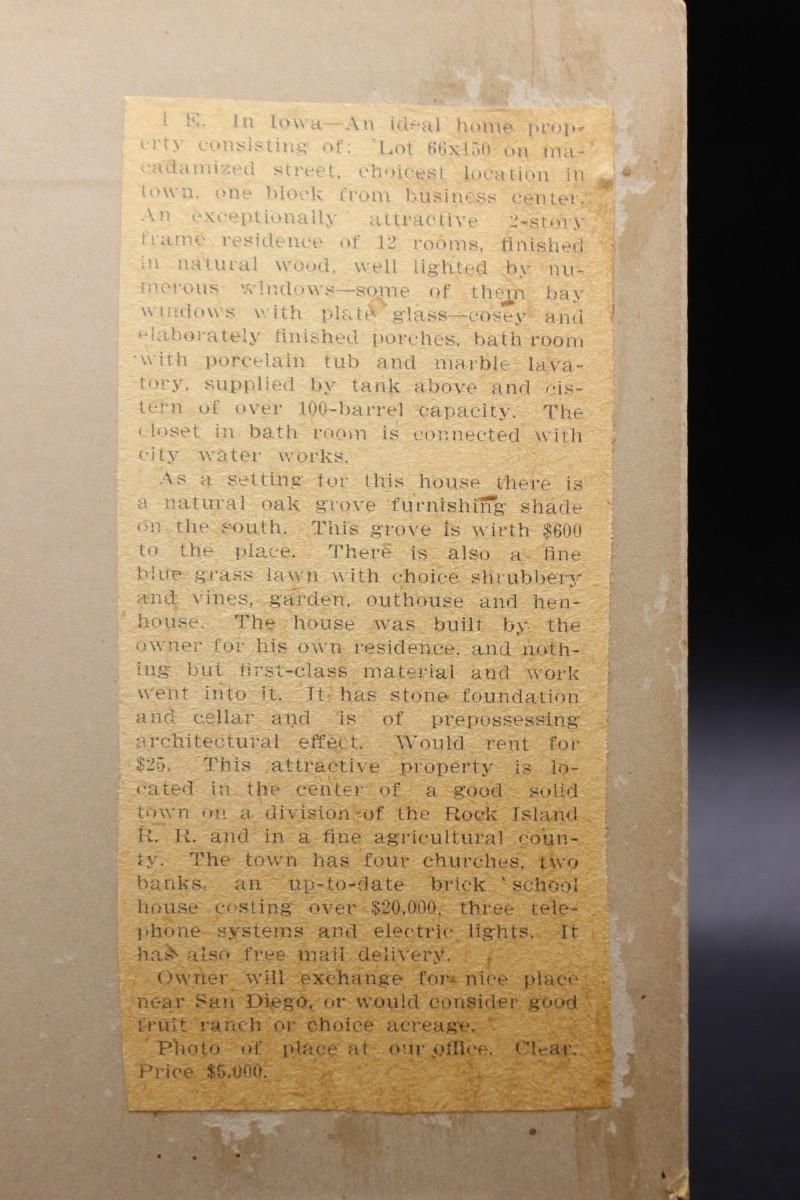 1 E. In Iowa—An ideal home prop-
erty consisting of: Lot 66x150 on ma-
cadamized street, choicest location in
town, one block from business center.
An exceptionally attractive 2-story
frame residence of 12 rooms, finished
in natural wood, well lighted by nu-
merous windows—some of them bay
windows with plate glass—cosey and
elaborately finished porches, bath room
with porcelain tub and marble lava-
tory, supplied by tank above and cis-
tern of over 100-barrel capacity. The
closet in bath room is connected with
city water works.
As a setting for this house there is
a natural oak grove furnishing shade
on the south. This grove is wirth $600
to the place. There is also a fine
blue grass lawn with choice shrubbery
and vines, garden, outhouse and hen-
house. The house was built by the
owner for his own residence, and noth-
ing but first-class material and work
went into it. It has stone foundation
and cellar and is of prepossessing
architectural effect. Would rent for
$25. This attractive property is lo-
cated in the center of a good solid
town on a division of the Rock Island
R. R. and in a fine agricultural coun-
ty. The town has four churches, two
banks, an up-to-date brick school
house costing over $20,000, three tele-
phone systems and electric lights. It
has also free mail delivery.
Owner will exchange for nice place
near San Diego, or would consider good
fruit ranch or choice acreage.
Photo of place at our office. Clear.
Price $5,000.